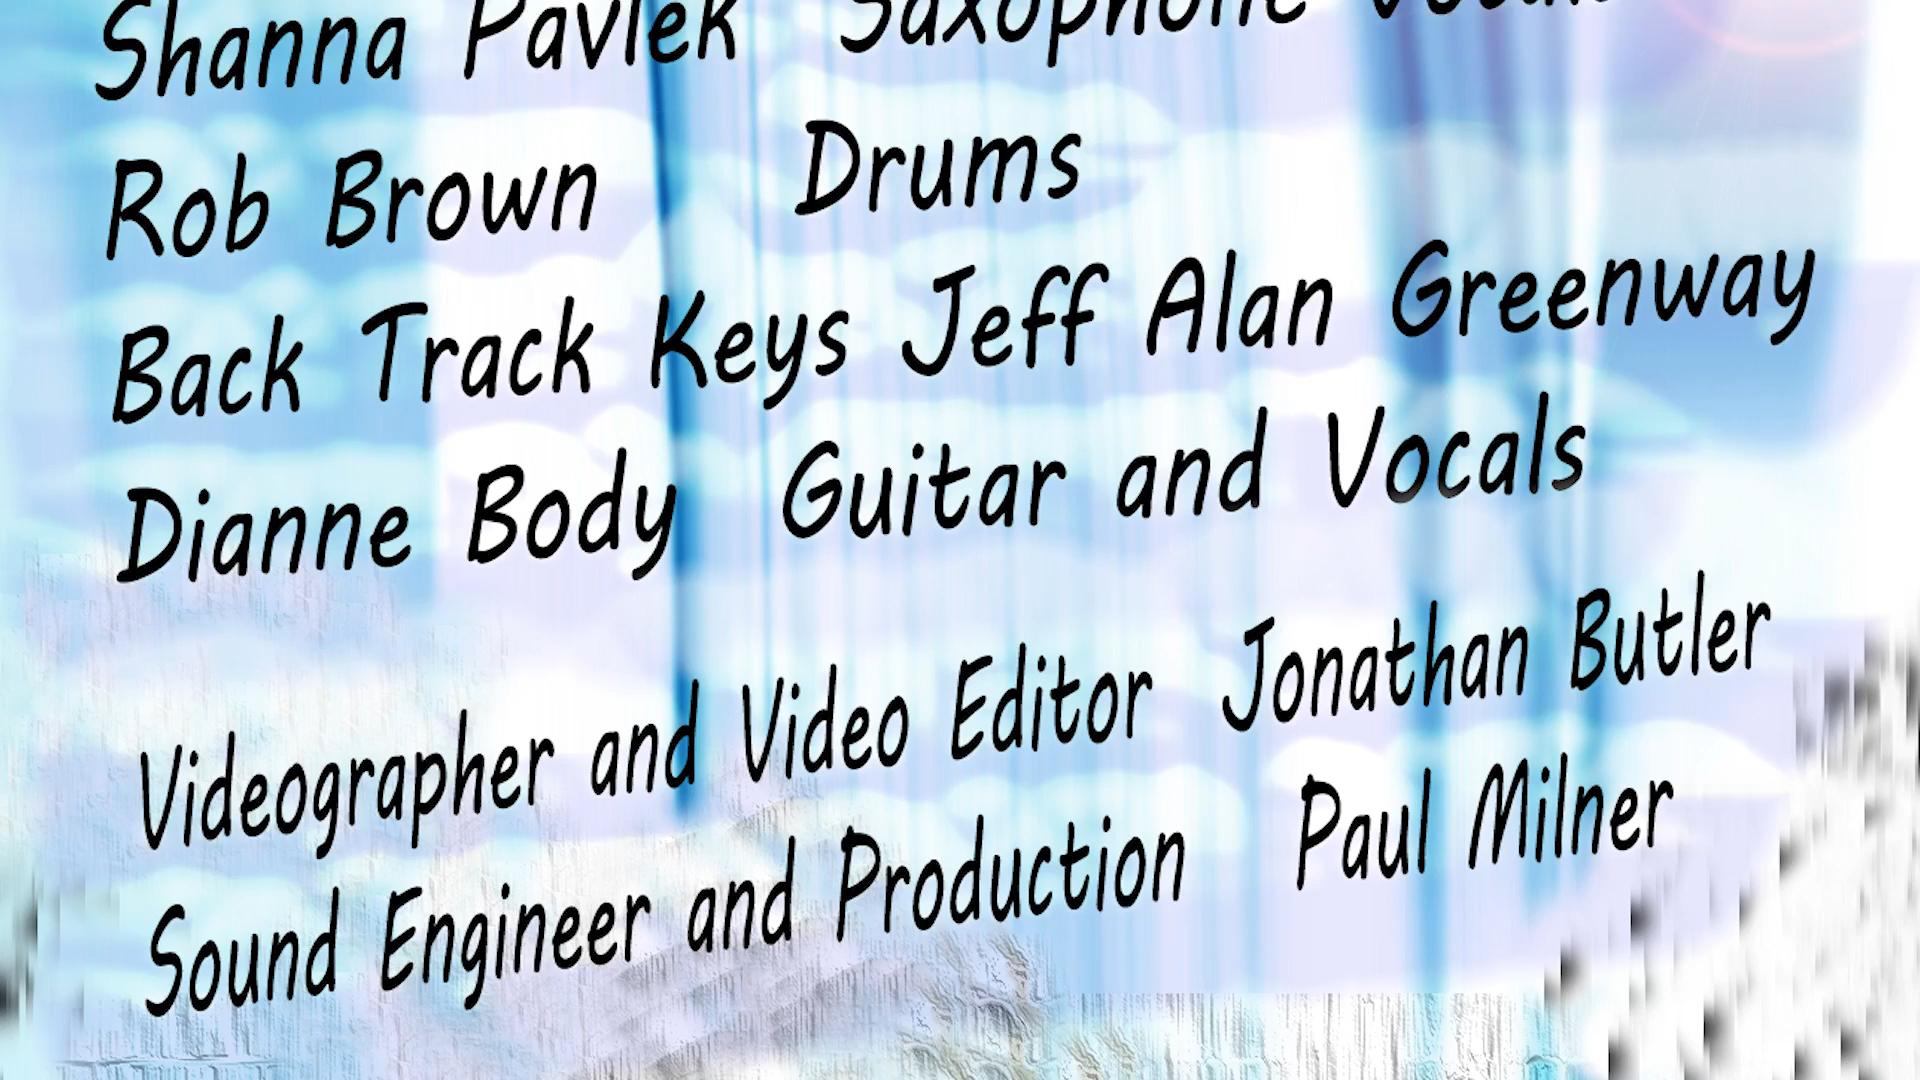 Shanna Pavlek Saxophone Vocals
Rob Brown Drums
Back Track Keys Jeff Alan Greenway
Dianne Body Guitar and Vocals
Videographer and Video Editor Jonathan Butler
Sound Engineer and Production Paul Milner